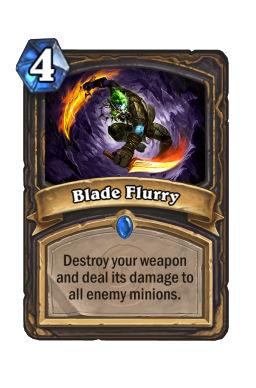 4
Blade Flurry
Destroy your weapon
and deal its damage to
all enemy minions.